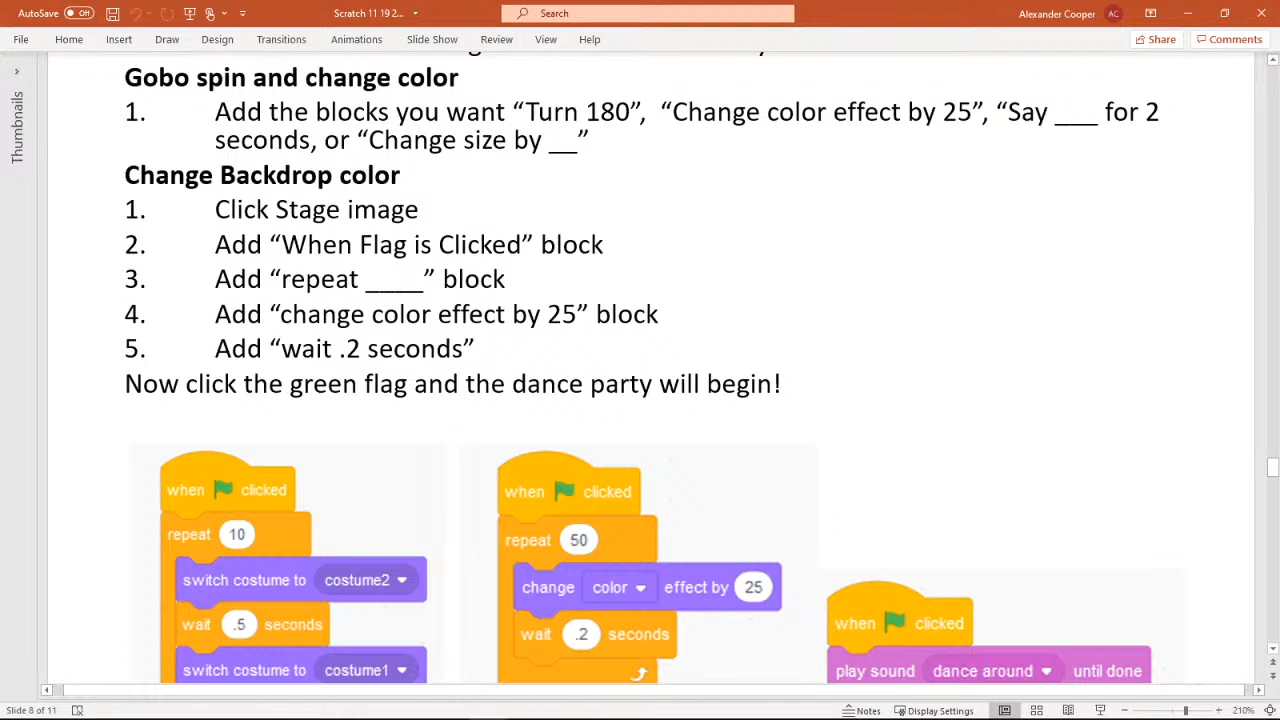 AutoSave Off Scratch 11 19 2... Search Alexander Cooper AC
File Home Insert Draw Design Transitions Animations Slide Show Review View Help Share Comments
Thumbnails
Gobo spin and change color
1. Add the blocks you want “Turn 180”, “Change color effect by 25”, “Say ___ for 2
seconds, or “Change size by __”
Change Backdrop color
1. Click Stage image
2. Add “When Flag is Clicked” block
3. Add “repeat ____” block
4. Add “change color effect by 25” block
5. Add “wait .2 seconds”
Now click the green flag and the dance party will begin!
when clicked
repeat 10
switch costume to costume2
wait .5 seconds
switch costume to costume1
when clicked
repeat 50
change color effect by 25
wait .2 seconds
when clicked
play sound dance around until done
Slide 8 of 11 Notes Display Settings 210%